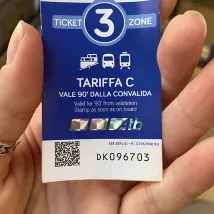 TICKET 3 ZONE
TARIFFA C
VALE 90' DALLA CONVALIDA
Valid for 90' from validation
Stamp as soon as on board
DK096703